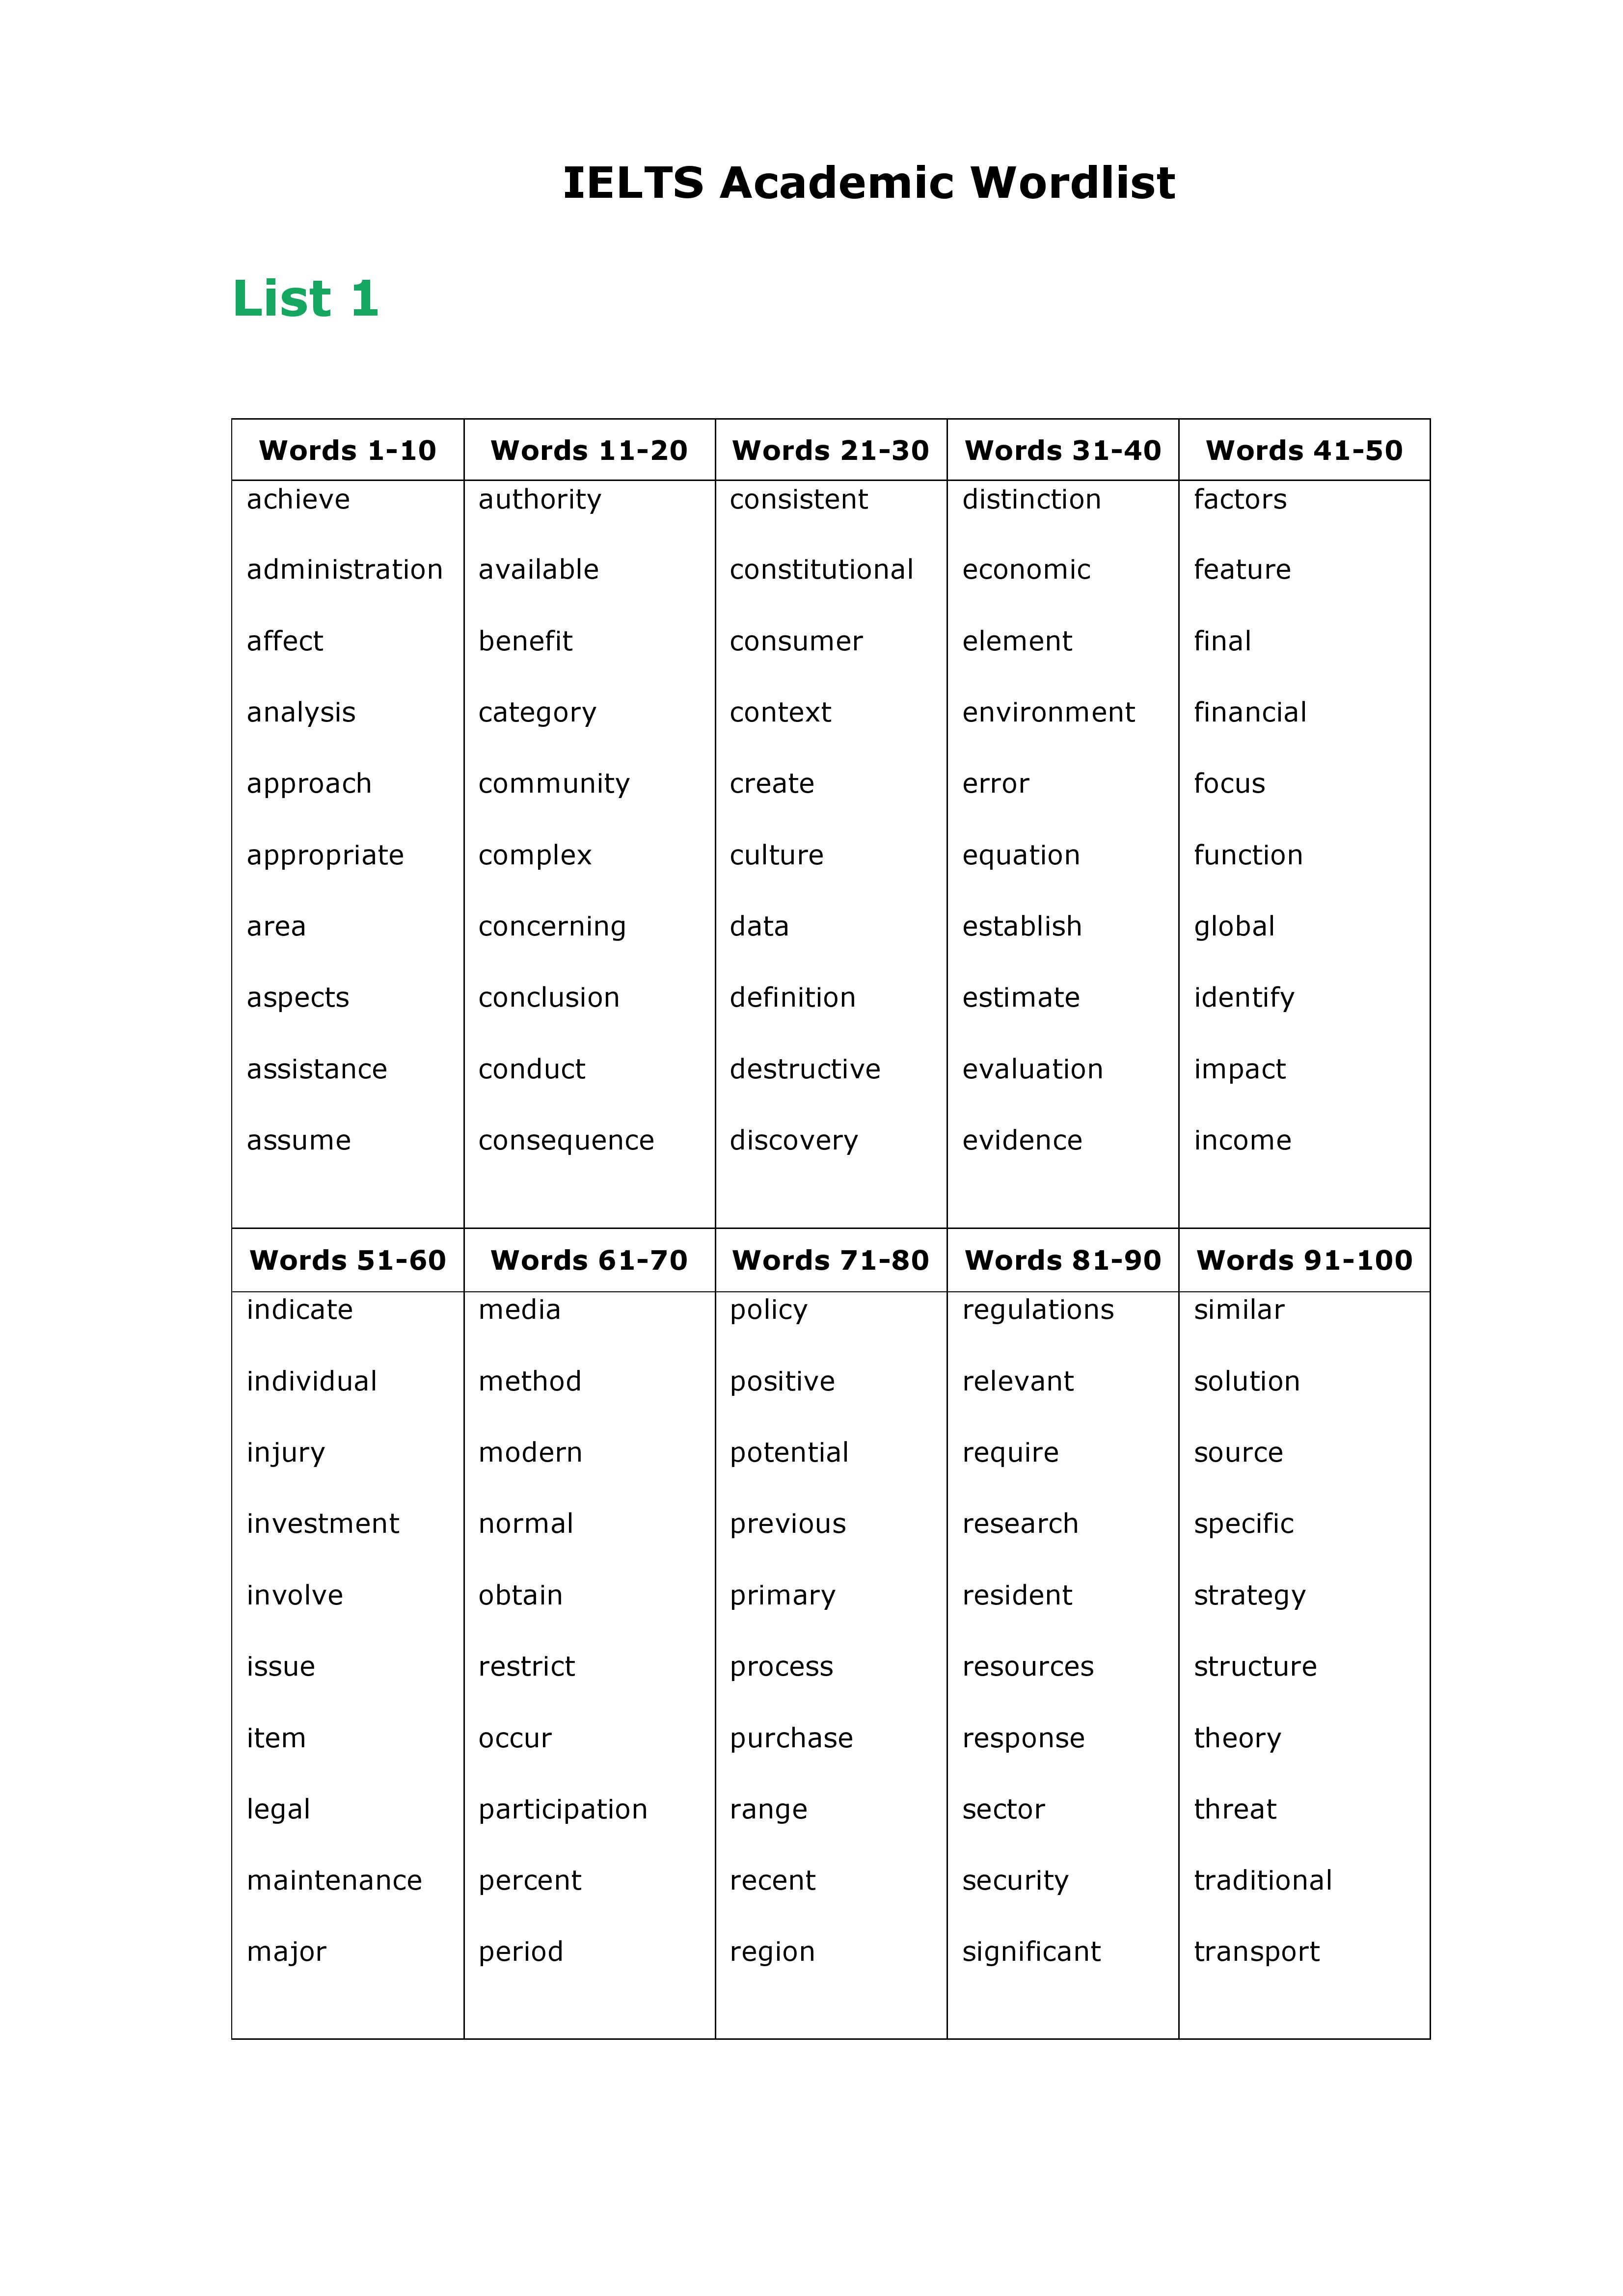 IELTS Academic Wordlist
List 1
Words 1-10 Words 11-20 Words 21-30 Words 31-40 Words 41-50
achieve authority consistent distinction factors
administration available constitutional economic feature
affect benefit consumer element final
analysis category context environment financial
approach community create error focus
appropriate complex culture equation function
area concerning data establish global
aspects conclusion definition estimate identify
assistance conduct destructive evaluation impact
assume consequence discovery evidence income
Words 51-60 Words 61-70 Words 71-80 Words 81-90 Words 91-100
indicate media policy regulations similar
individual method positive relevant solution
injury modern potential require source
investment normal previous research specific
involve obtain primary resident strategy
issue restrict process resources structure
item occur purchase response theory
legal participation range sector threat
maintenance percent recent security traditional
major period region significant transport